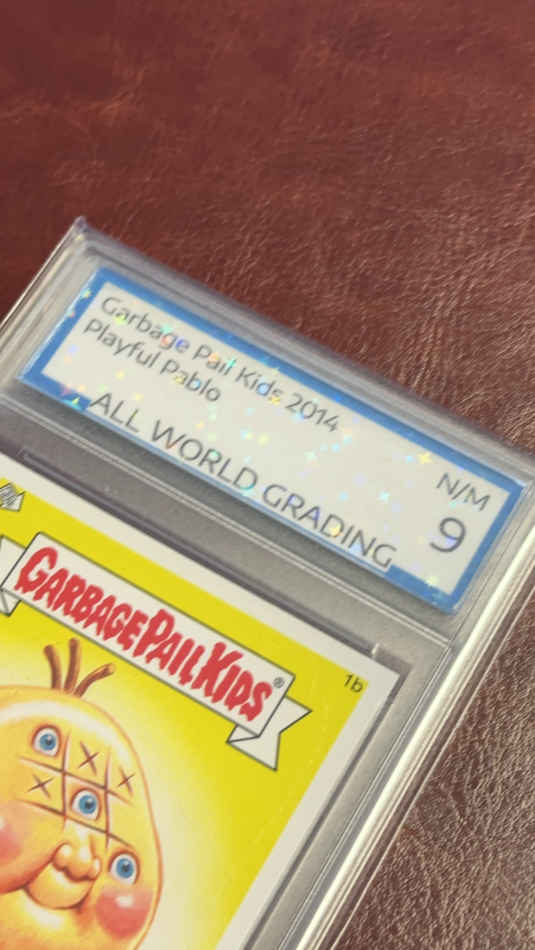 Garbage Pail Kids 2014
Playful Pablo
ALL WORLD GRADING
N/M
9
GARBAGE PAIL KIDS®
1b
X X
X